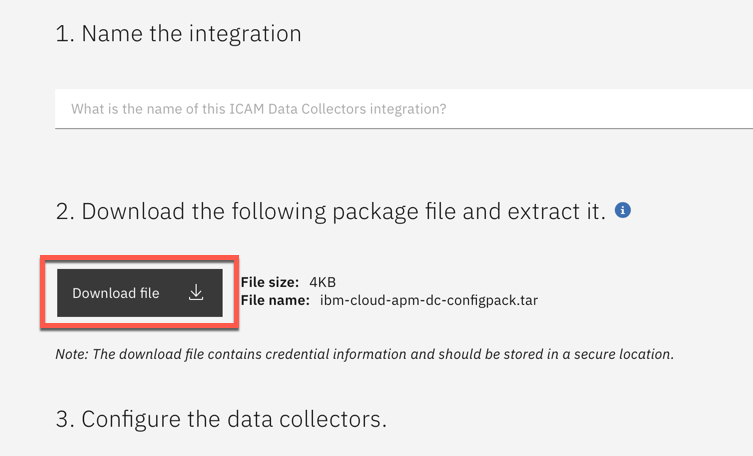 1. Name the integration
What is the name of this ICAM Data Collectors integration?
2. Download the following package file and extract it.
Download file
File size: 4KB
File name: ibm-cloud-apm-dc-configpack.tar
Note: The download file contains credential information and should be stored in a secure location.
3. Configure the data collectors.